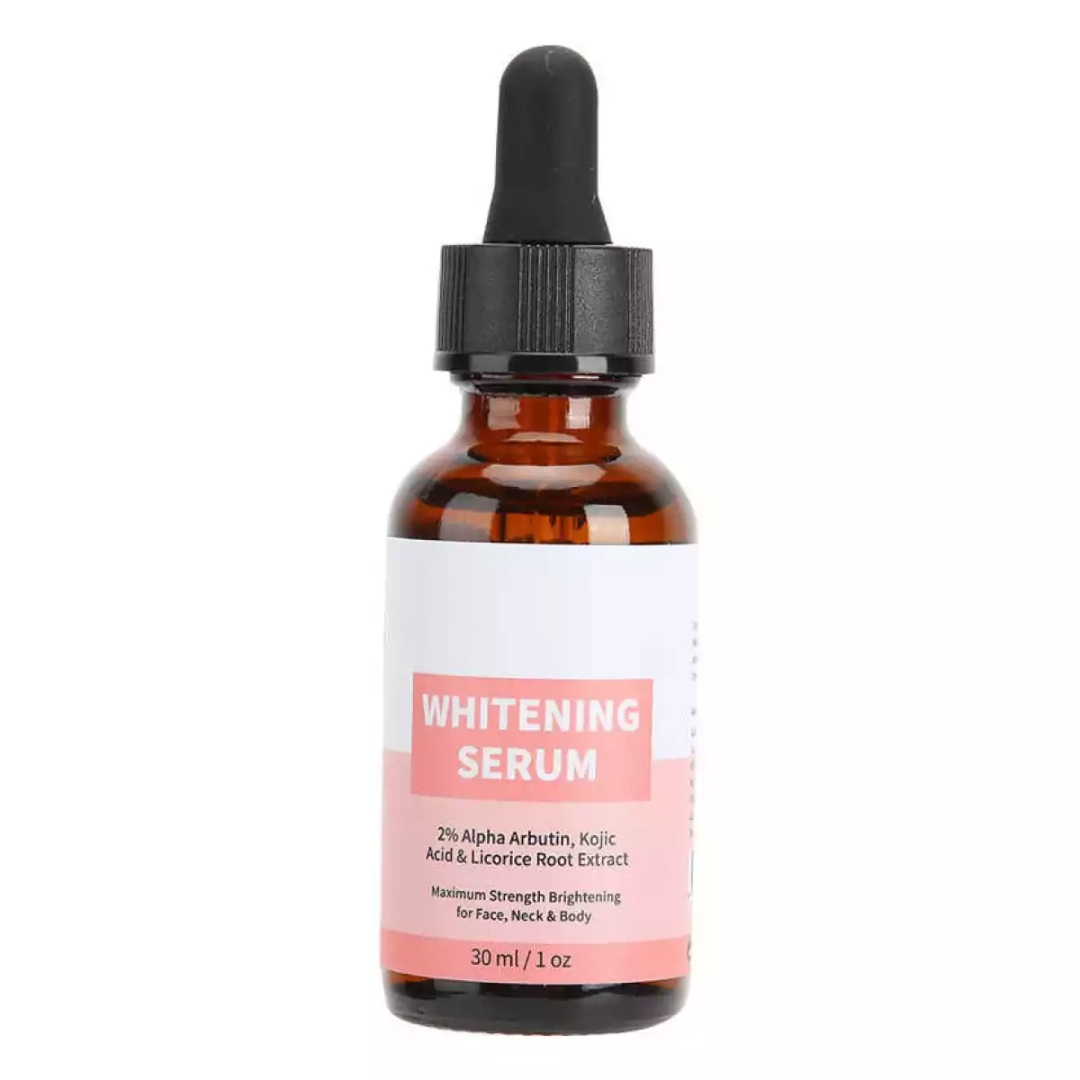 WHITENING
SERUM
2% Alpha Arbutin, Kojic
Acid & Licorice Root Extract
Maximum Strength Brightening
for Face, Neck & Body
30 ml / 1 oz